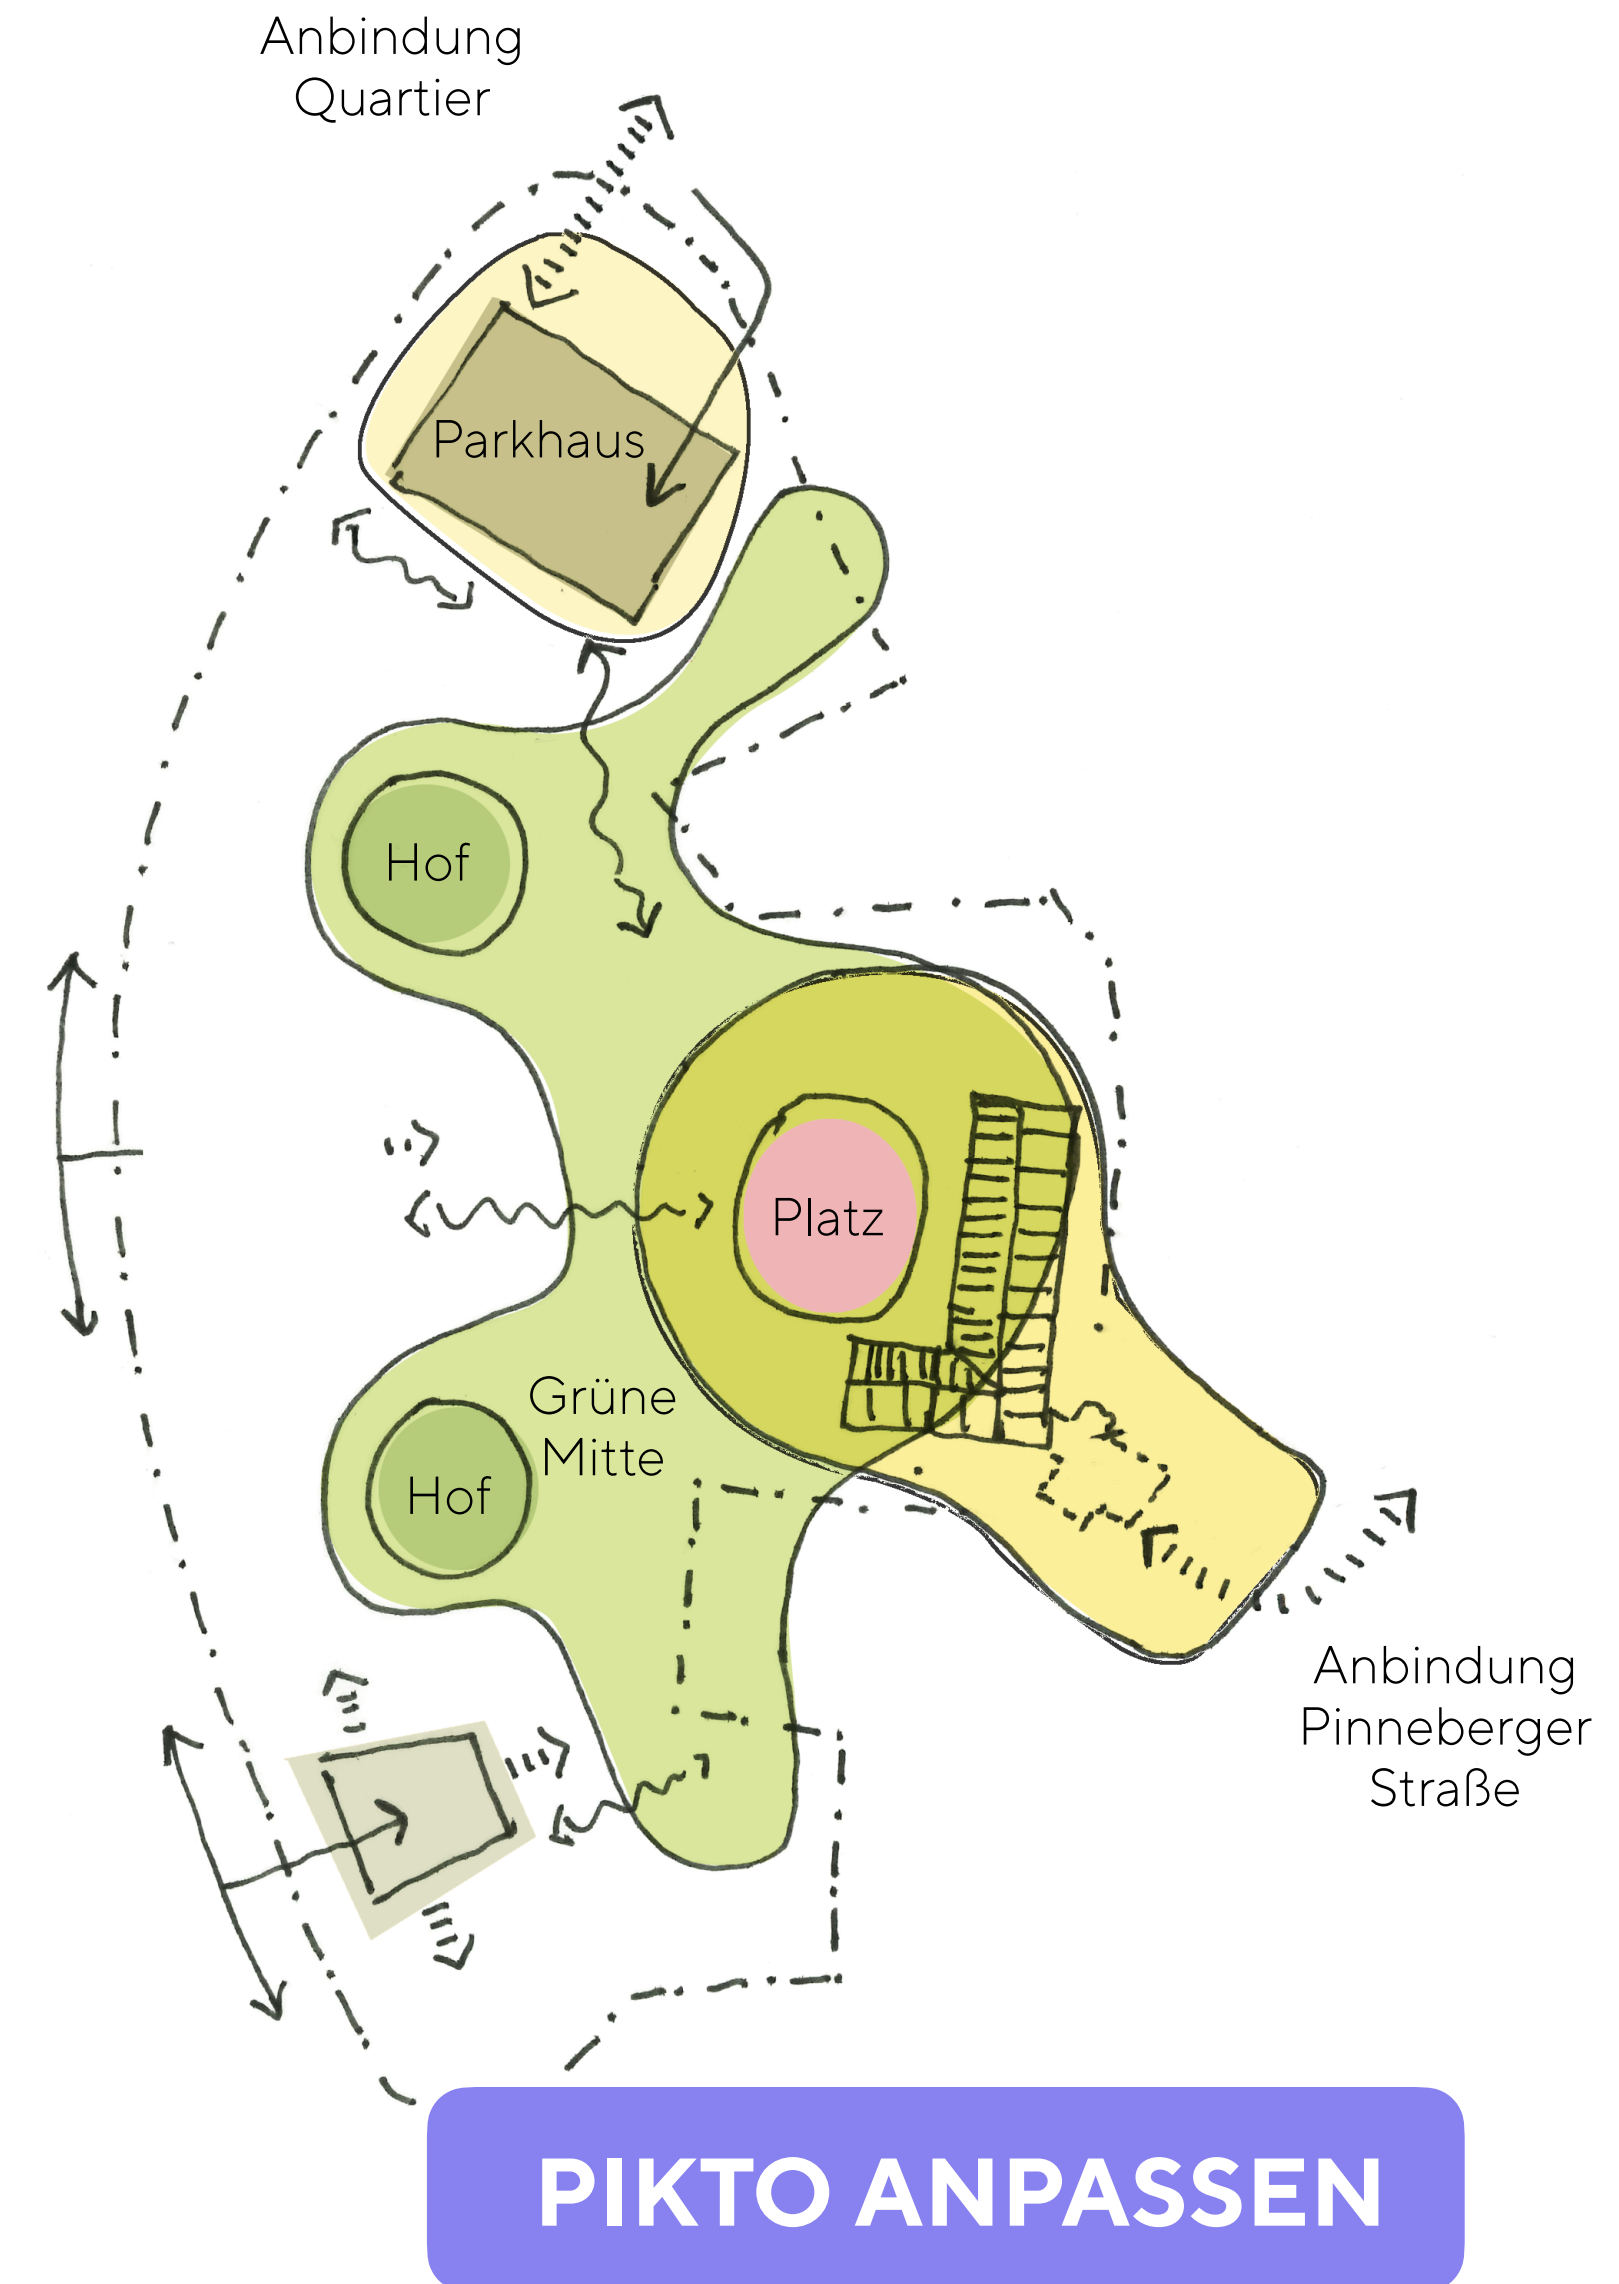 Anbindung
Quartier
Parkhaus
Hof
Platz
Grüne
Mitte
Hof
Anbindung
Pinneberger
Straße
PIKTO ANPASSEN